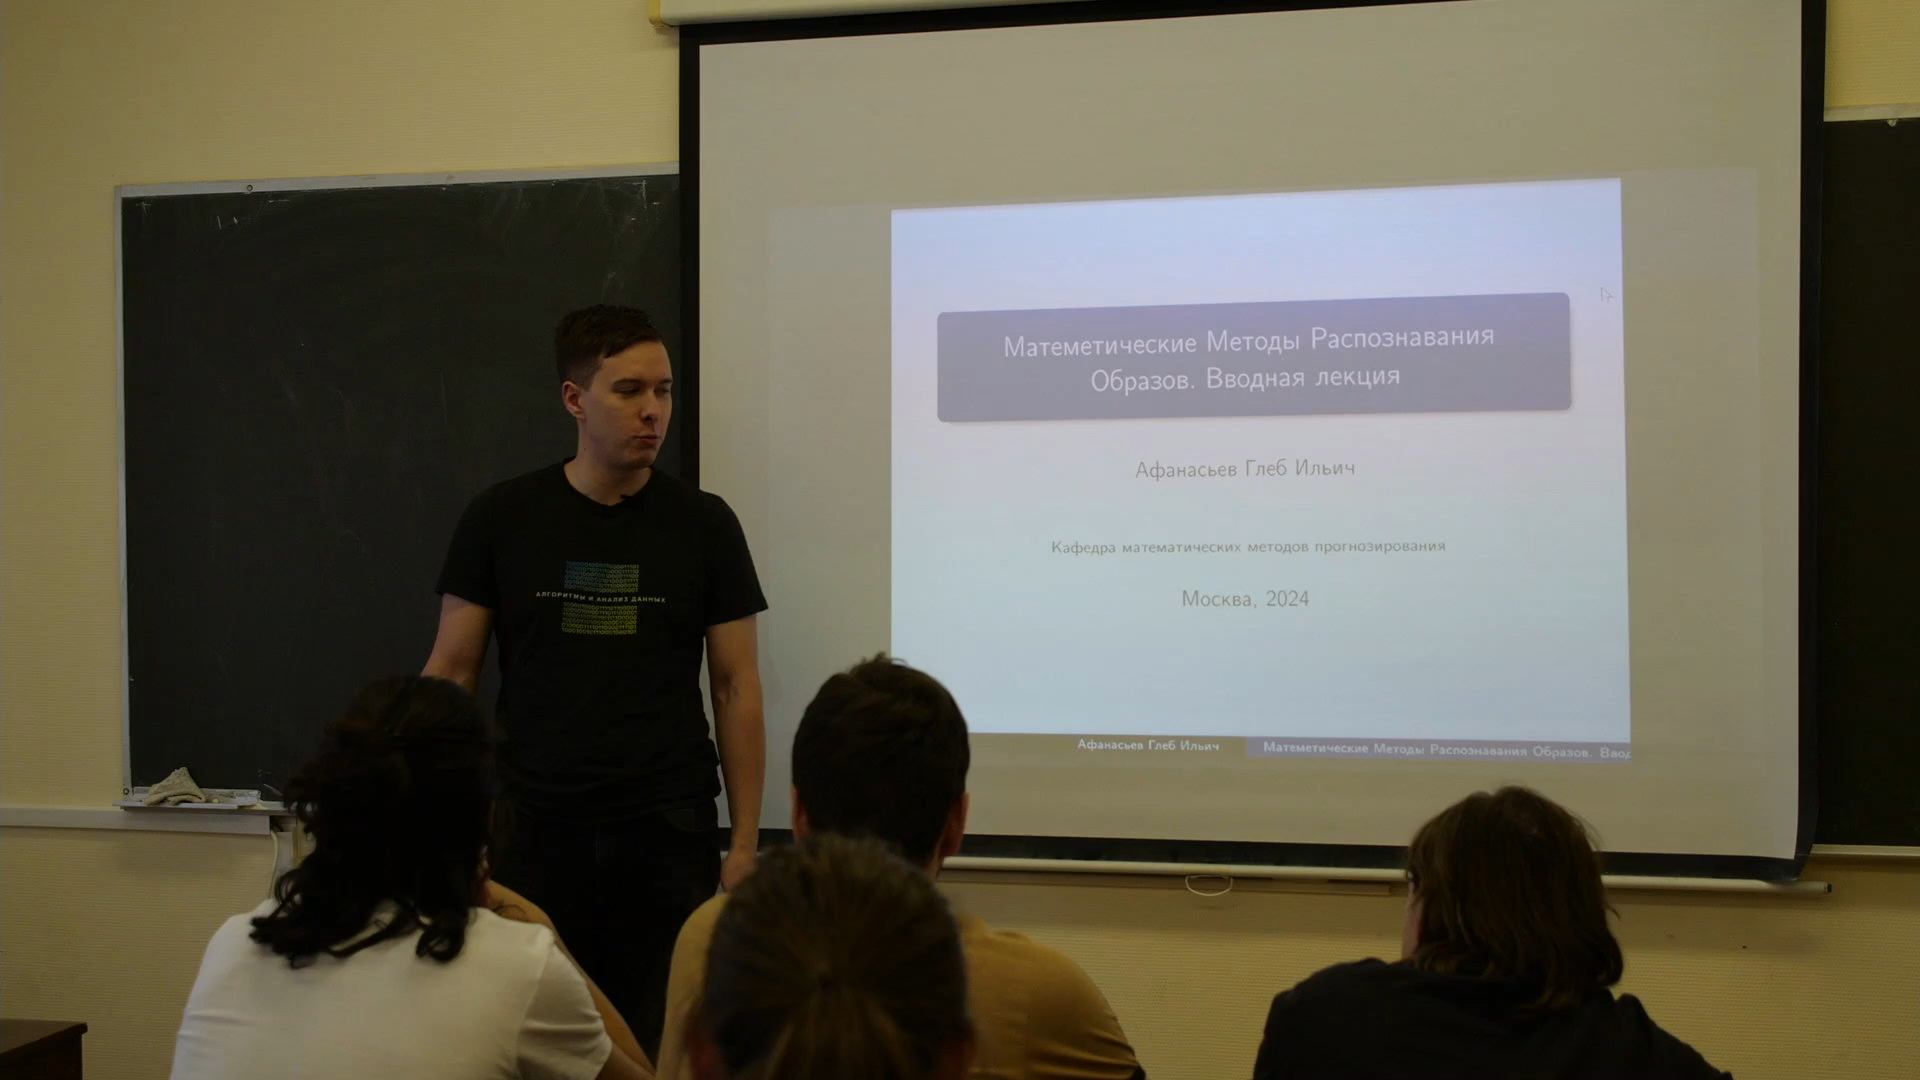 Матеметические Методы Распознавания
Образов. Вводная лекция
Афанасьев Глеб Ильич
Кафедра математических методов прогнозирования
Москва, 2024
Афанасьев Глеб Ильич
Матеметические Методы Распознавания Образов. Ввод
АЛГОРИТМЫ И АНАЛИЗ ДАННЫХ